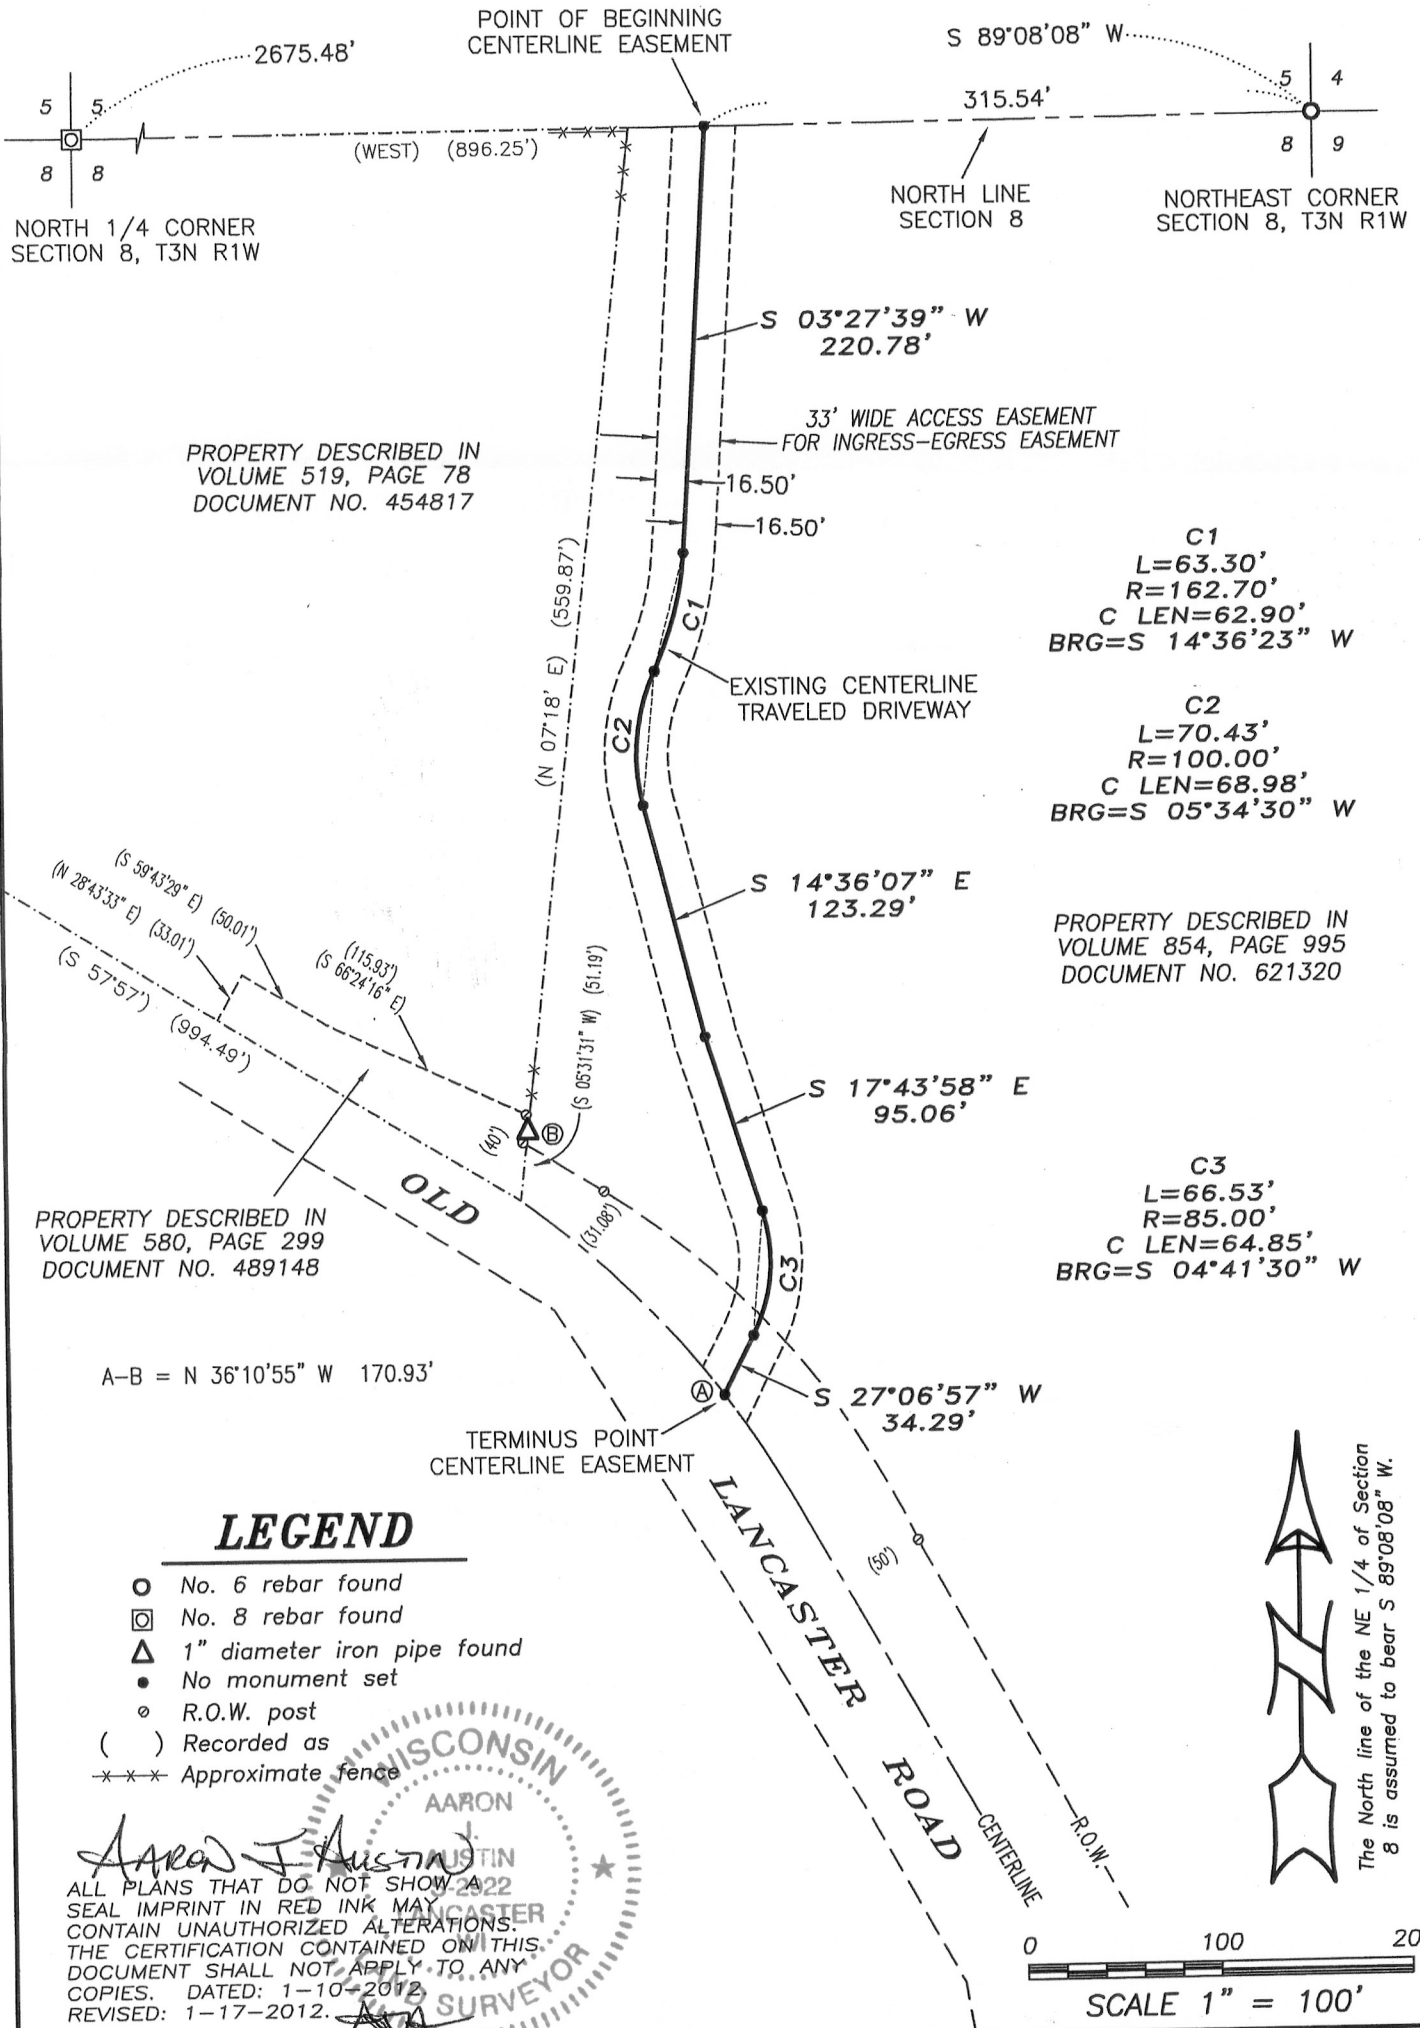 POINT OF BEGINNING
CENTERLINE EASEMENT
2675.48'
S 89°08'08" W
315.54'
5
5
8
8
5
4
8
9
(WEST) (896.25')
NORTH 1/4 CORNER
SECTION 8, T3N R1W
NORTH LINE
SECTION 8
NORTHEAST CORNER
SECTION 8, T3N R1W
S 03°27'39" W
220.78'
33' WIDE ACCESS EASEMENT
FOR INGRESS-EGRESS EASEMENT
PROPERTY DESCRIBED IN
VOLUME 519, PAGE 78
DOCUMENT NO. 454817
16.50'
16.50'
(N 07°18' E) (559.87')
C1
L=63.30'
R=162.70'
C LEN=62.90'
BRG=S 14°36'23" W
C1
EXISTING CENTERLINE
TRAVELED DRIVEWAY
C2
C2
L=70.43'
R=100.00'
C LEN=68.98'
BRG=S 05°34'30" W
S 14°36'07" E
123.29'
PROPERTY DESCRIBED IN
VOLUME 854, PAGE 995
DOCUMENT NO. 621320
(S 59°43'29" E) (50.01')
(N 28°43'33" E) (33.01')
(115.93')
(S 66°24'16" E)
(S 57°57') (994.49')
(S 05°31'31" W) (51.19')
S 17°43'58" E
95.06'
(40')
B
OLD
(31.08')
PROPERTY DESCRIBED IN
VOLUME 580, PAGE 299
DOCUMENT NO. 489148
C3
L=66.53'
R=85.00'
C LEN=64.85'
BRG=S 04°41'30" W
C3
A-B = N 36°10'55" W 170.93'
A
S 27°06'57" W
34.29'
TERMINUS POINT
CENTERLINE EASEMENT
LANCASTER
ROAD
(50')
CENTERLINE
R.O.W.
LEGEND
No. 6 rebar found
No. 8 rebar found
1" diameter iron pipe found
No monument set
R.O.W. post
( ) Recorded as
Approximate fence
The North line of the NE 1/4 of Section
8 is assumed to bear S 89°08'08" W.
WISCONSIN
AARON
J.
AUSTIN
S-2922
LANCASTER
WI
LAND SURVEYOR
AARON J AUSTIN
ALL PLANS THAT DO NOT SHOW A
SEAL IMPRINT IN RED INK MAY
CONTAIN UNAUTHORIZED ALTERATIONS.
THE CERTIFICATION CONTAINED ON THIS
DOCUMENT SHALL NOT APPLY TO ANY
COPIES. DATED: 1-10-2012.
REVISED: 1-17-2012.
0 100 20
SCALE 1" = 100'